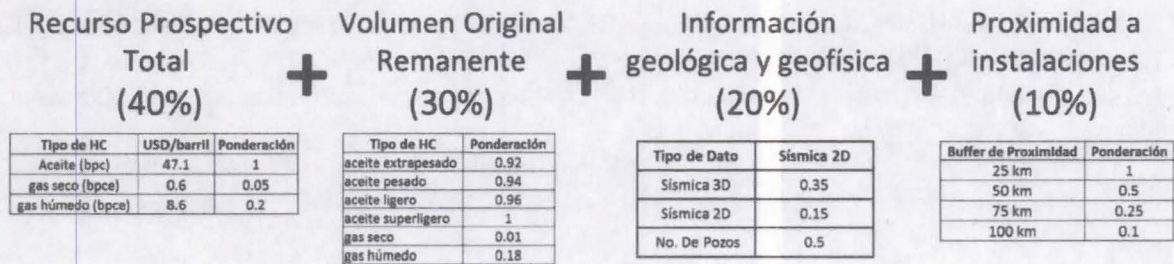 Recurso Prospectivo
Total
(40%)
Tipo de HC USD/barril Ponderación
Aceite (bpc) 47.1 1
gas seco (bpce) 0.6 0.05
gas húmedo (bpce) 8.6 0.2
+
Volumen Original
Remanente
(30%)
Tipo de HC Ponderación
aceite extrapesado 0.92
aceite pesado 0.94
aceite ligero 0.96
aceite superligero 1
gas seco 0.01
gas húmedo 0.18
+
Información
geológica y geofísica
(20%)
Tipo de Dato Sísmica 2D
Sísmica 3D 0.35
Sísmica 2D 0.15
No. De Pozos 0.5
+
Proximidad a
instalaciones
(10%)
Buffer de Proximidad Ponderación
25 km 1
50 km 0.5
75 km 0.25
100 km 0.1